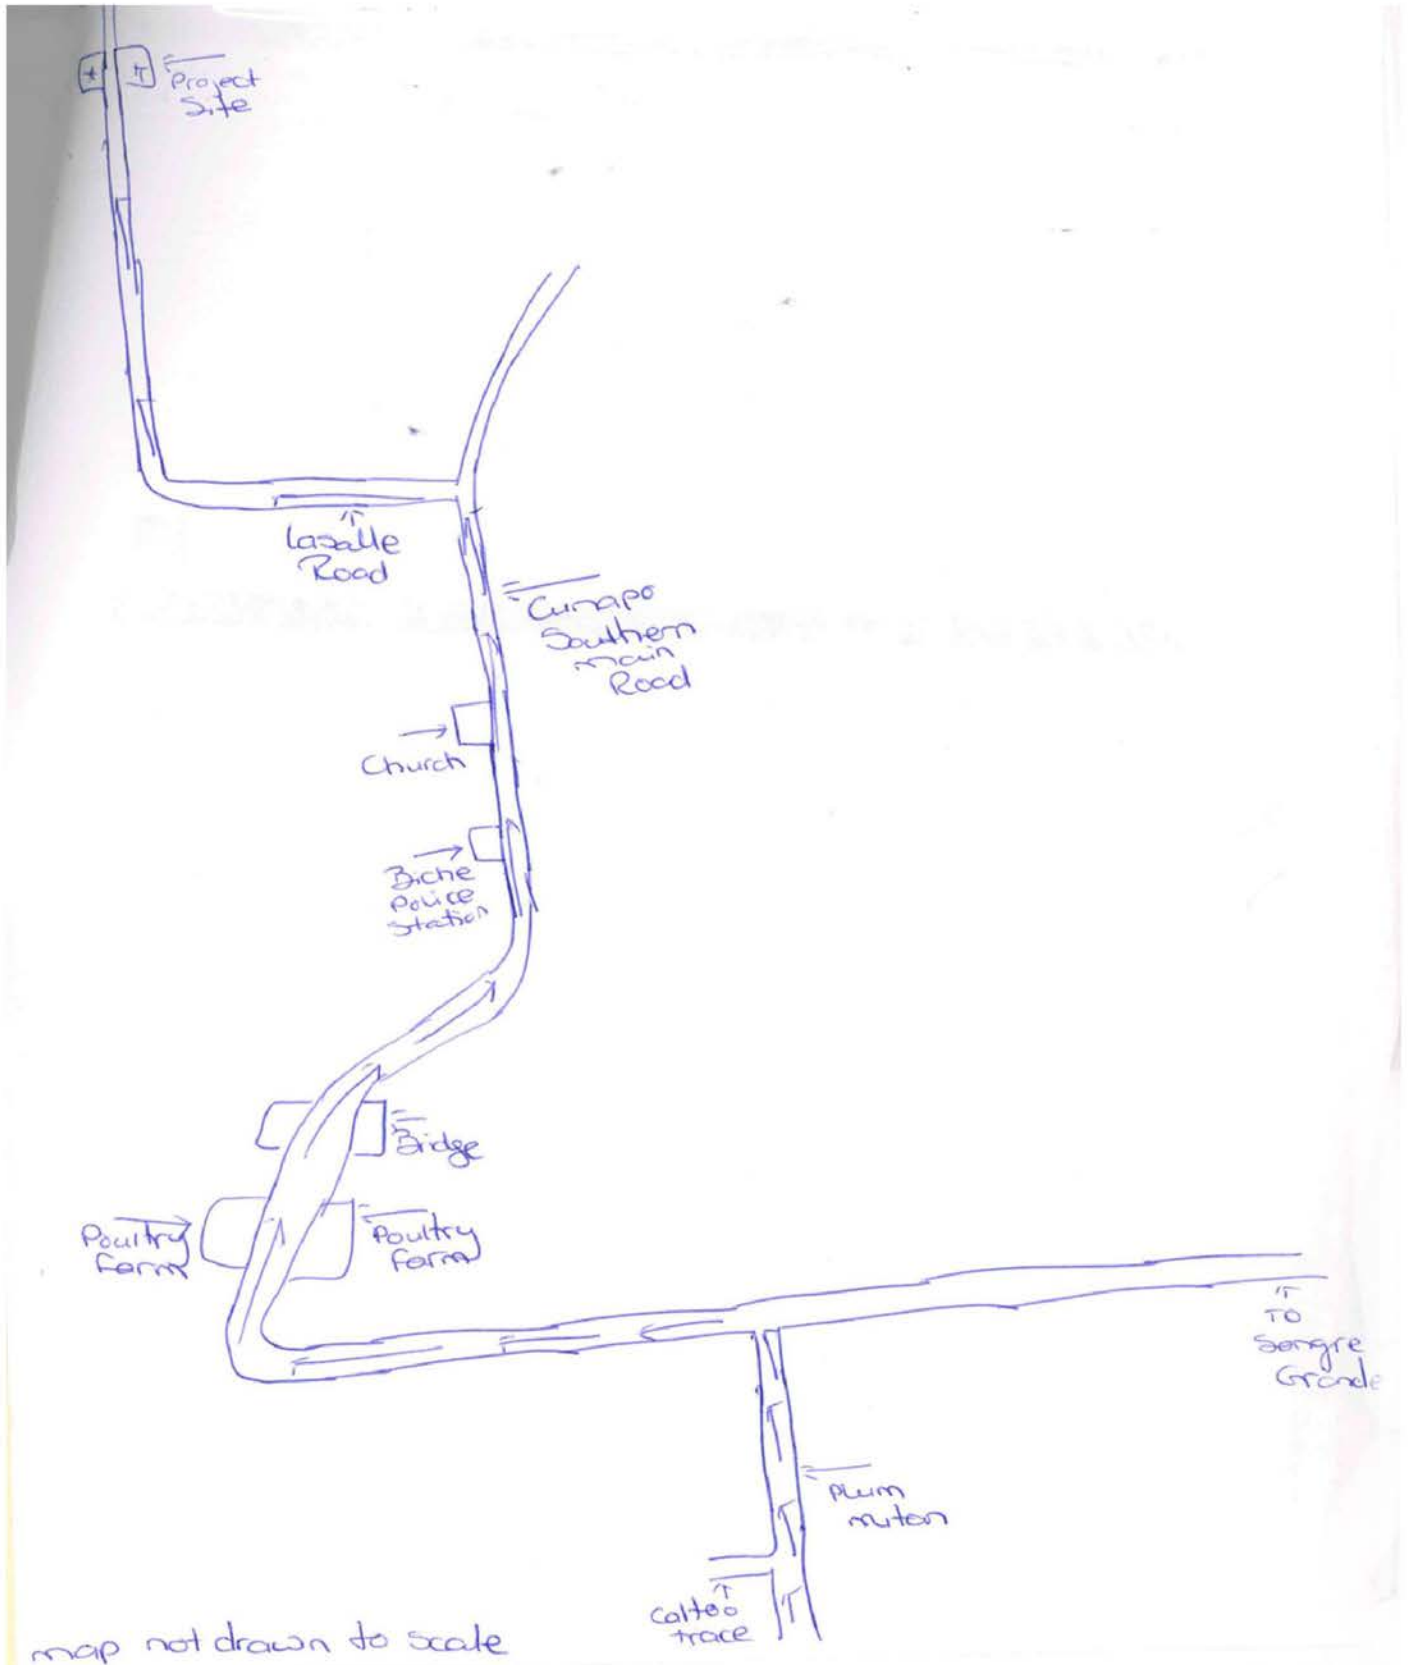 Project
Site
Lasalle
Road
Cunapo
Southern
main
Road
Church
Biche
Police
Station
Bridge
Poultry
Farm
Poultry
Farm
TO
Sangre
Grande
Plum
mitan
trace
map not drawn to scale